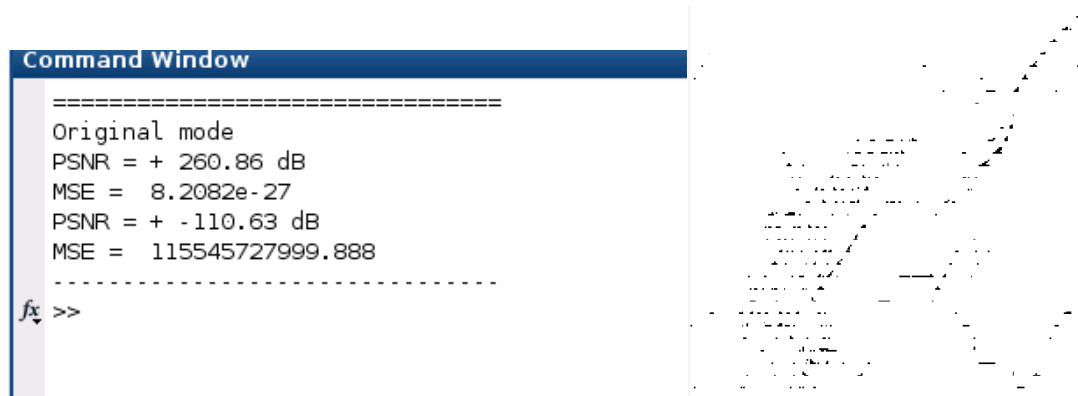 Command Window
================================
Original mode
PSNR = + 260.86 dB
MSE =  8.2082e-27
PSNR = + -110.63 dB
MSE =  115545727999.888
- - - - - - - - - - - - - - - - - - - - - - - - - - - - - - - -
fx >>